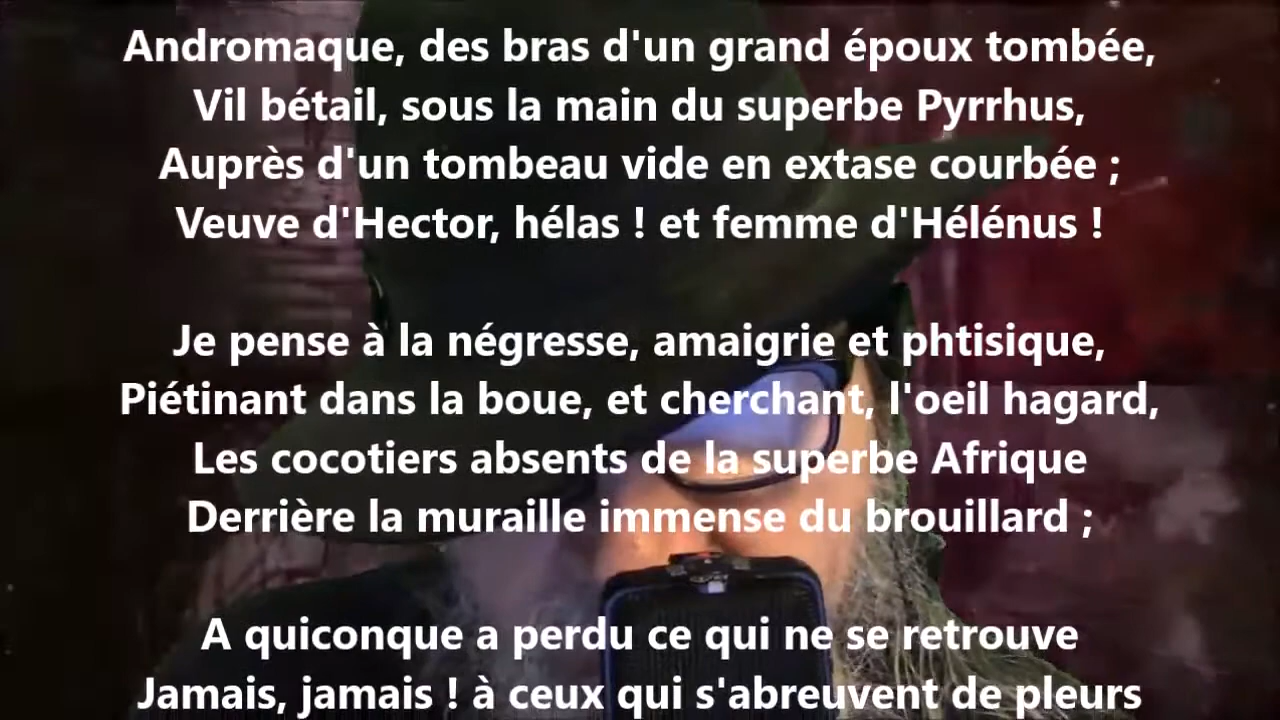 Andromaque, des bras d'un grand époux tombée,
Vil bétail, sous la main du superbe Pyrrhus,
Auprès d'un tombeau vide en extase courbée ;
Veuve d'Hector, hélas ! et femme d'Hélénus !
Je pense à la négresse, amaigrie et phtisique,
Piétinant dans la boue, et cherchant, l'oeil hagard,
Les cocotiers absents de la superbe Afrique
Derrière la muraille immense du brouillard ;
A quiconque a perdu ce qui ne se retrouve
Jamais, jamais ! à ceux qui s'abreuvent de pleurs